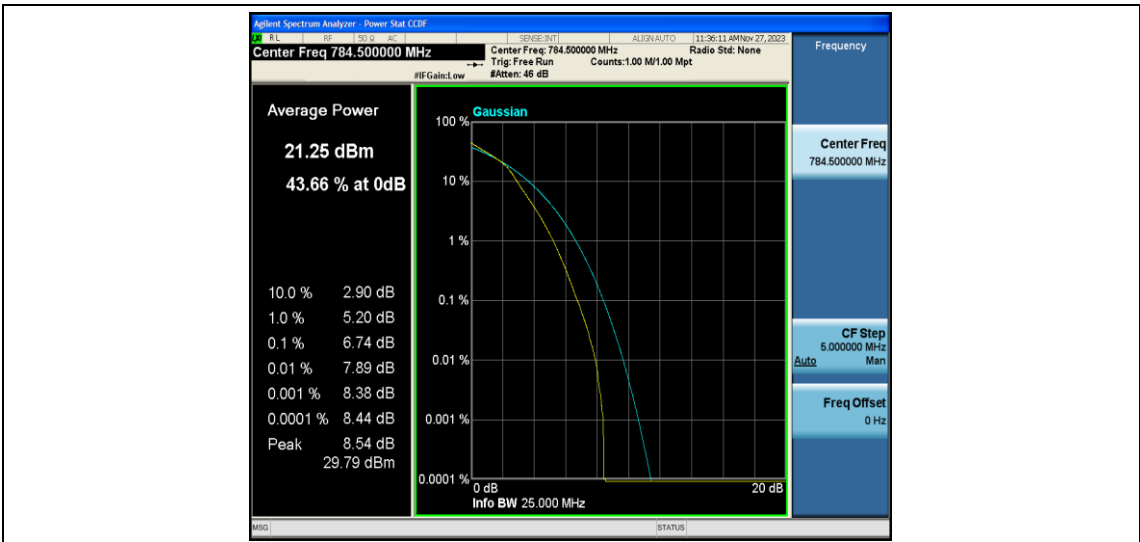 Agilent Spectrum Analyzer - Power Stat CCDF
RL RF 50 Ω AC SENSE:INT ALIGN AUTO 11:36:11 AM Nov 27, 2023
Center Freq 784.500000 MHz
Center Freq: 784.500000 MHz Radio Std: None
Trig: Free Run Counts:1.00 M/1.00 Mpt
#IFGain:Low #Atten: 46 dB
Frequency
Average Power
21.25 dBm
43.66 % at 0dB
10.0 % 2.90 dB
1.0 % 5.20 dB
0.1 % 6.74 dB
0.01 % 7.89 dB
0.001 % 8.38 dB
0.0001 % 8.44 dB
Peak 8.54 dB
29.79 dBm
Gaussian
100 %
10 %
1 %
0.1 %
0.01 %
0.001 %
0.0001 %
0 dB 20 dB
Info BW 25.000 MHz
Center Freq
784.500000 MHz
CF Step
5.000000 MHz
Auto Man
Freq Offset
0 Hz
MSG STATUS